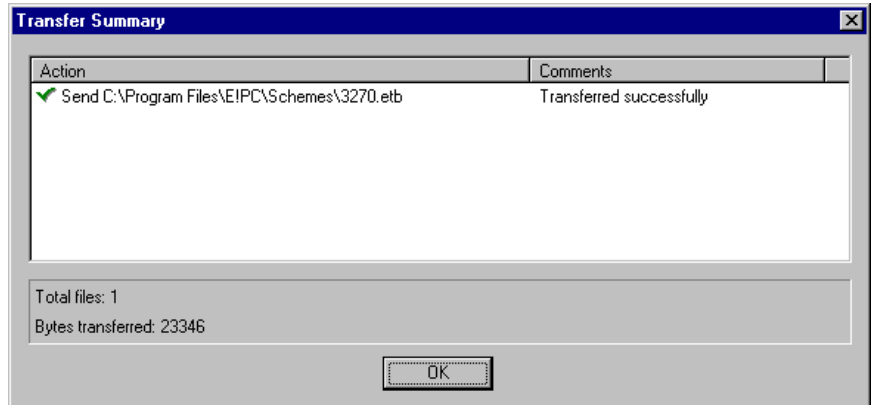 Transfer Summary
Action Comments
Send C:\Program Files\E!PC\Schemes\3270.etb Transferred successfully
Total files: 1
Bytes transferred: 23346
OK